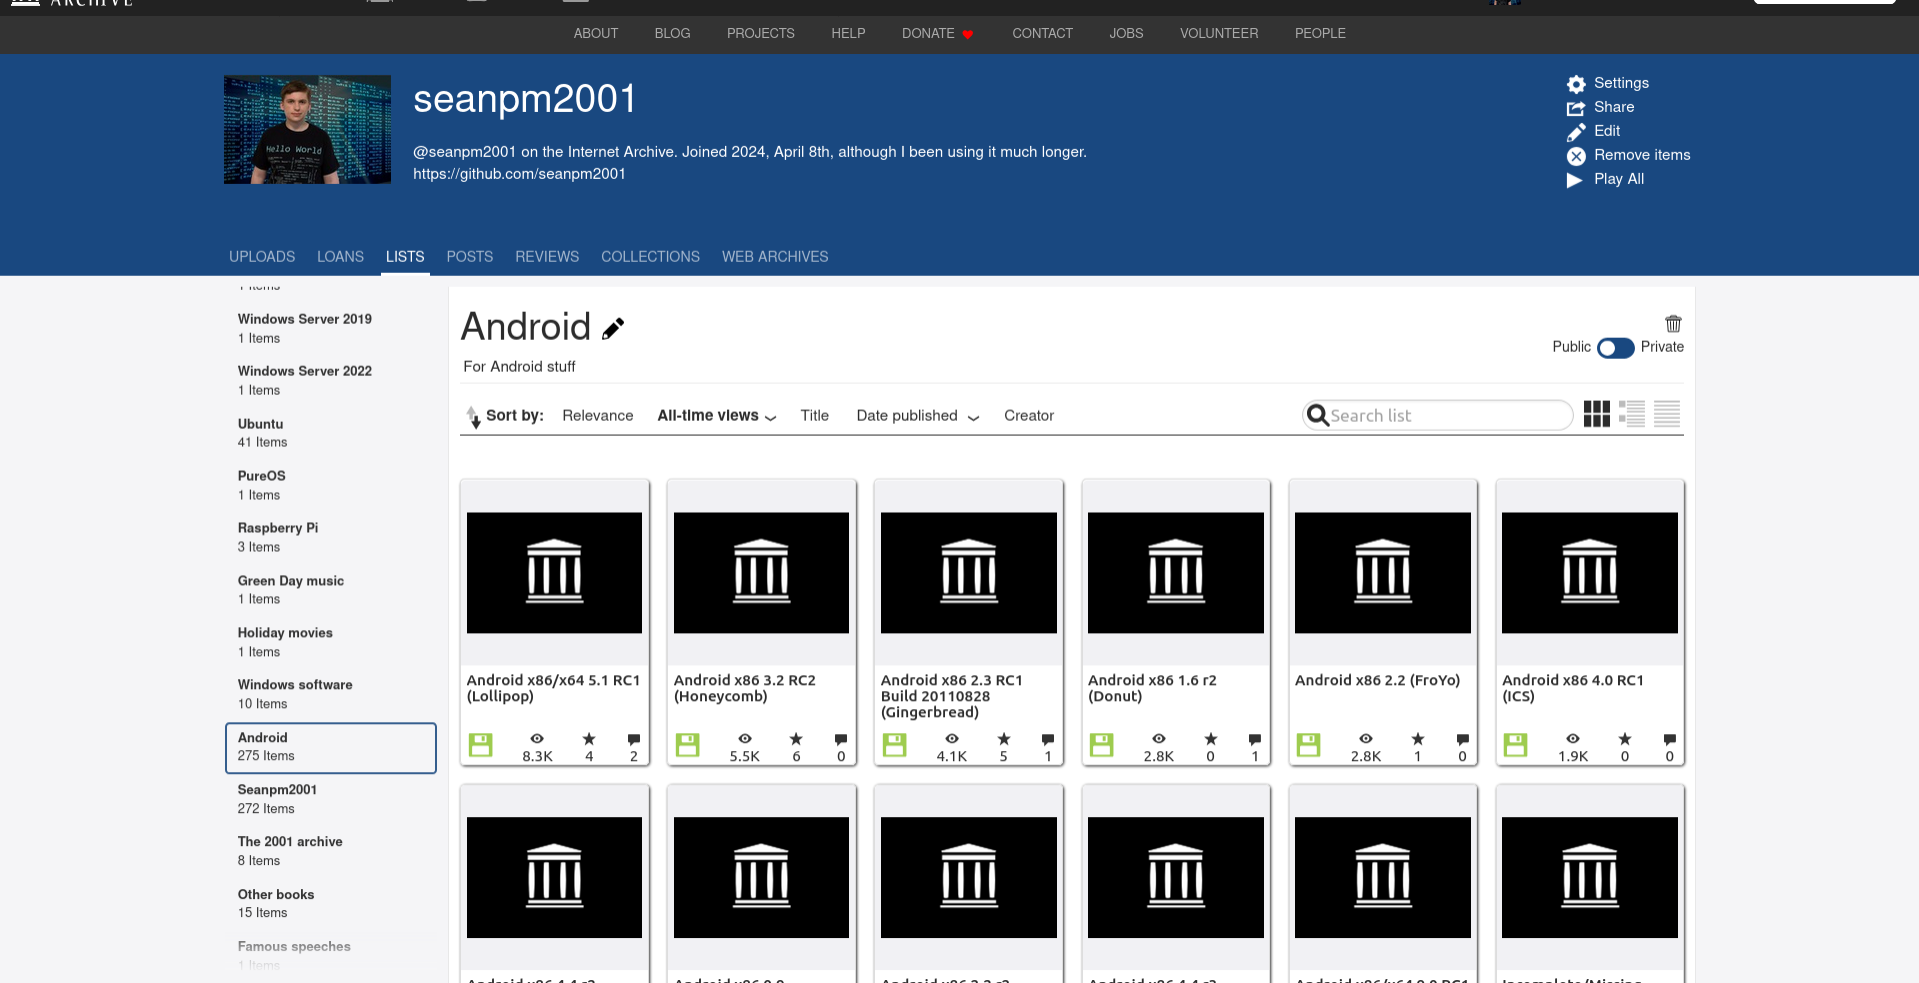 ARCHIVE
ABOUT BLOG PROJECTS HELP DONATE CONTACT JOBS VOLUNTEER PEOPLE
Hello World
seanpm2001
@seanpm2001 on the Internet Archive. Joined 2024, April 8th, although I been using it much longer.
https://github.com/seanpm2001
Settings
Share
Edit
Remove items
Play All
UPLOADS LOANS LISTS POSTS REVIEWS COLLECTIONS WEB ARCHIVES
1 Items
Windows Server 2019
1 Items
Windows Server 2022
1 Items
Ubuntu
41 Items
PureOS
1 Items
Raspberry Pi
3 Items
Green Day music
1 Items
Holiday movies
1 Items
Windows software
10 Items
Android
275 Items
Seanpm2001
272 Items
The 2001 archive
8 Items
Other books
15 Items
Famous speeches
1 Items
Android
For Android stuff
Public Private
Sort by: Relevance All-time views Title Date published Creator
Search list
Android x86/x64 5.1 RC1
(Lollipop)
8.3K 4 2
Android x86 3.2 RC2
(Honeycomb)
5.5K 6 0
Android x86 2.3 RC1
Build 20110828
(Gingerbread)
4.1K 5 1
Android x86 1.6 r2
(Donut)
2.8K 0 1
Android x86 2.2 (FroYo)
2.8K 1 0
Android x86 4.0 RC1
(ICS)
1.9K 0 0
Android x86 4.4 r3